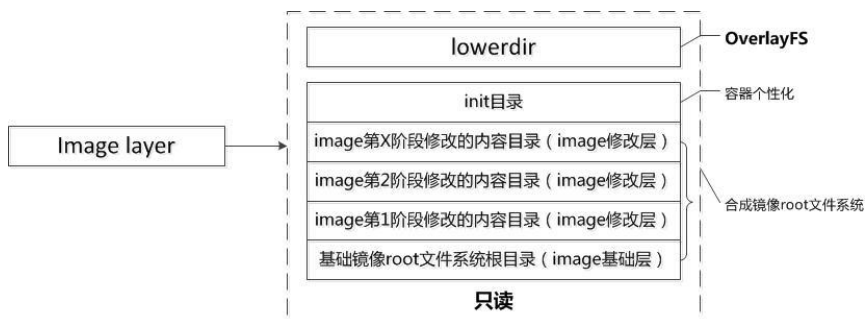 lowerdir
OverlayFS
init目录
容器个性化
Image layer
image第X阶段修改的内容目录（image修改层）
image第2阶段修改的内容目录（image修改层）
image第1阶段修改的内容目录（image修改层）
合成镜像root文件系统
基础镜像root文件系统根目录（image基础层）
只读